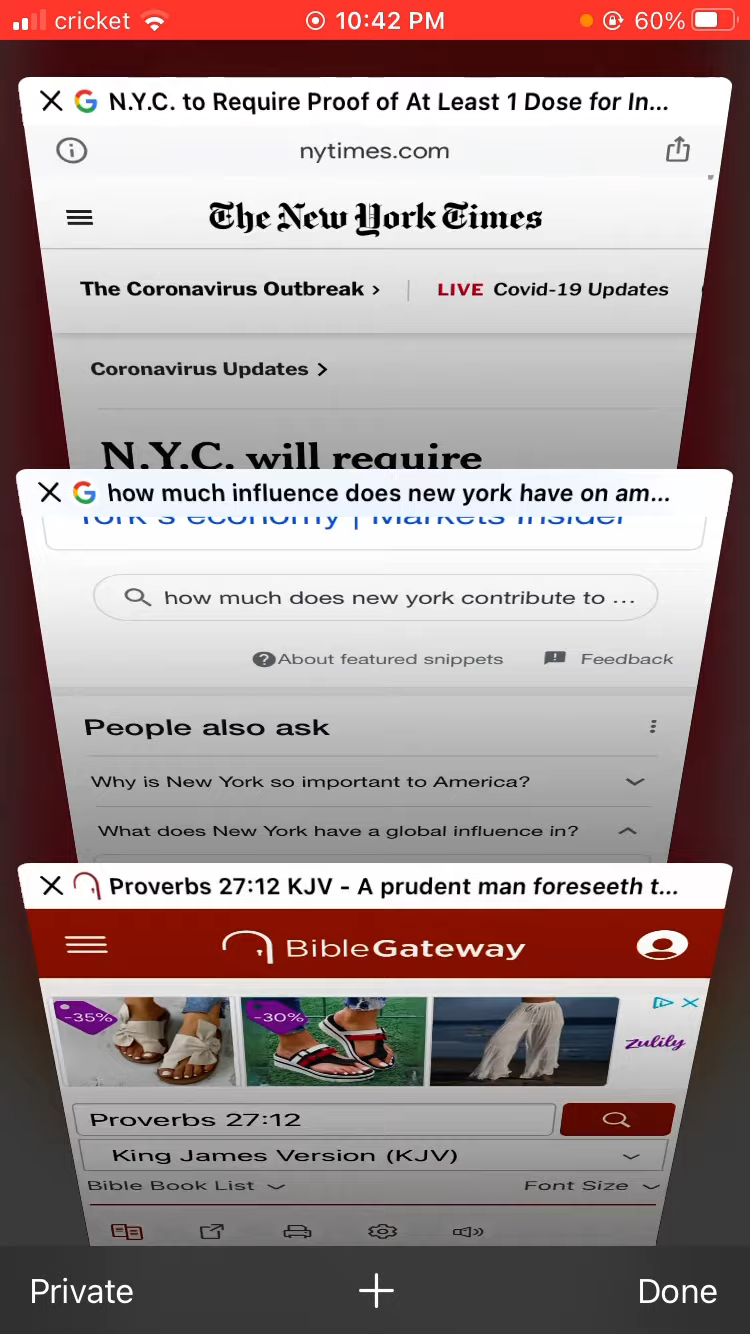 cricket 10:42 PM 60%
N.Y.C. to Require Proof of At Least 1 Dose for In...
nytimes.com
The New York Times
The Coronavirus Outbreak > | LIVE Covid-19 Updates
Coronavirus Updates >
N.Y.C. will require
how much influence does new york have on am...
York's economy | Markets Insider
how much does new york contribute to ...
About featured snippets Feedback
People also ask
Why is New York so important to America?
What does New York have a global influence in?
Proverbs 27:12 KJV - A prudent man foreseeth t...
BibleGateway
-35% -30%
zulily
Proverbs 27:12
King James Version (KJV)
Bible Book List Font Size
Private + Done